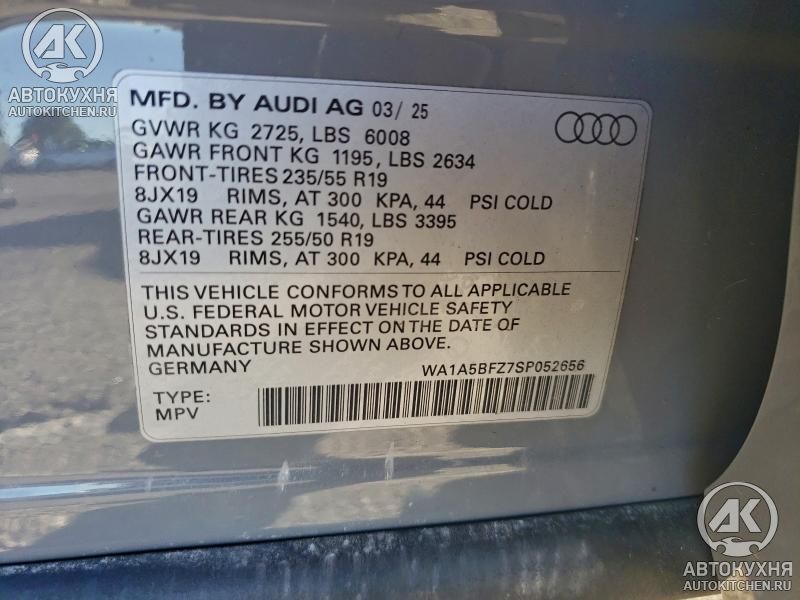 AK
АВТОКУХНЯ
AUTOKITCHEN.RU
MFD. BY AUDI AG 03/ 25
GVWR KG 2725, LBS 6008
GAWR FRONT KG 1195, LBS 2634
FRONT-TIRES 235/55 R19
8JX19 RIMS, AT 300 KPA, 44 PSI COLD
GAWR REAR KG 1540, LBS 3395
REAR-TIRES 255/50 R19
8JX19 RIMS, AT 300 KPA, 44 PSI COLD
THIS VEHICLE CONFORMS TO ALL APPLICABLE
U.S. FEDERAL MOTOR VEHICLE SAFETY
STANDARDS IN EFFECT ON THE DATE OF
MANUFACTURE SHOWN ABOVE.
GERMANY WA1A5BFZ7SP052656
TYPE:
MPV
AK
АВТОКУХНЯ
AUTOKITCHEN.RU